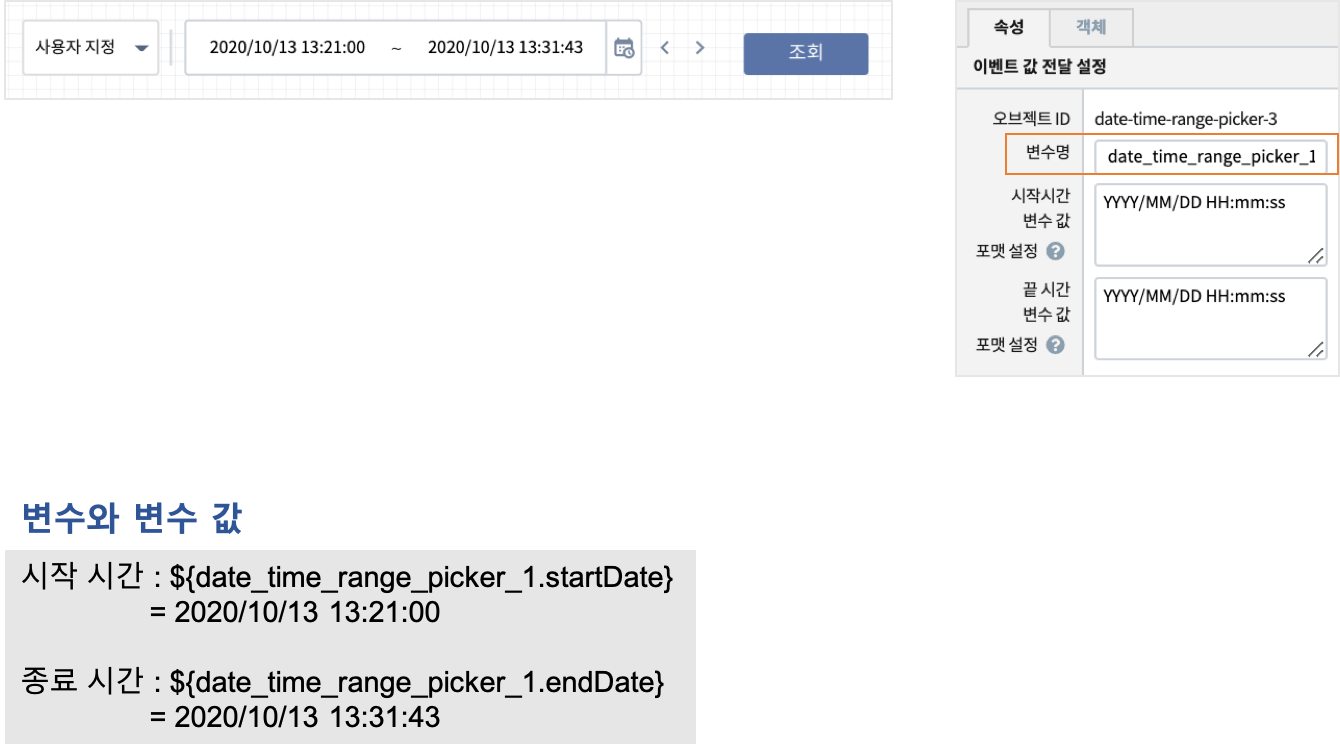 사용자 지정
2020/10/13 13:21:00 ~ 2020/10/13 13:31:43
조회
속성 객체
이벤트 값 전달 설정
오브젝트 ID date-time-range-picker-3
변수명 date_time_range_picker_1
시작시간
변수 값
포맷 설정 ?
YYYY/MM/DD HH:mm:ss
끝 시간
변수 값
포맷 설정 ?
YYYY/MM/DD HH:mm:ss
변수와 변수 값
시작 시간 : ${date_time_range_picker_1.startDate}
= 2020/10/13 13:21:00
종료 시간 : ${date_time_range_picker_1.endDate}
= 2020/10/13 13:31:43